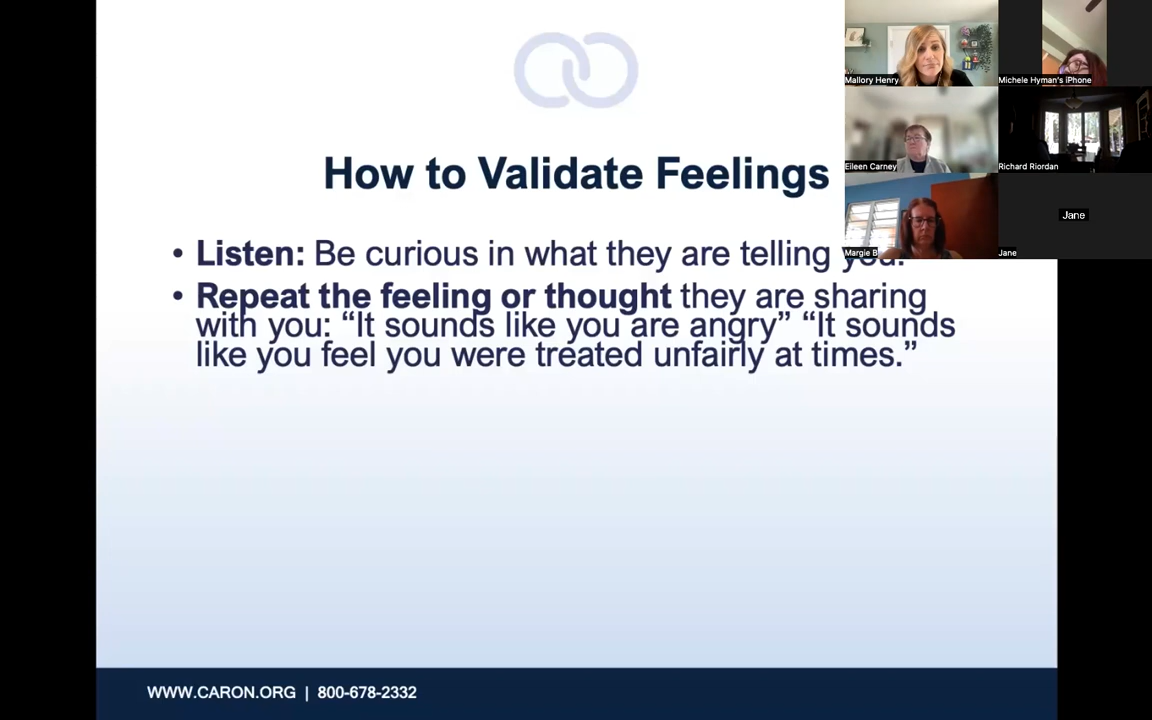 How to Validate Feelings
• Listen: Be curious in what they are telling you.
• Repeat the feeling or thought they are sharing
with you: “It sounds like you are angry” “It sounds
like you feel you were treated unfairly at times.”
WWW.CARON.ORG | 800-678-2332
Mallory Henry
Michele Hyman's iPhone
Eileen Carney
Richard Riordan
Margie B
Jane
Jane